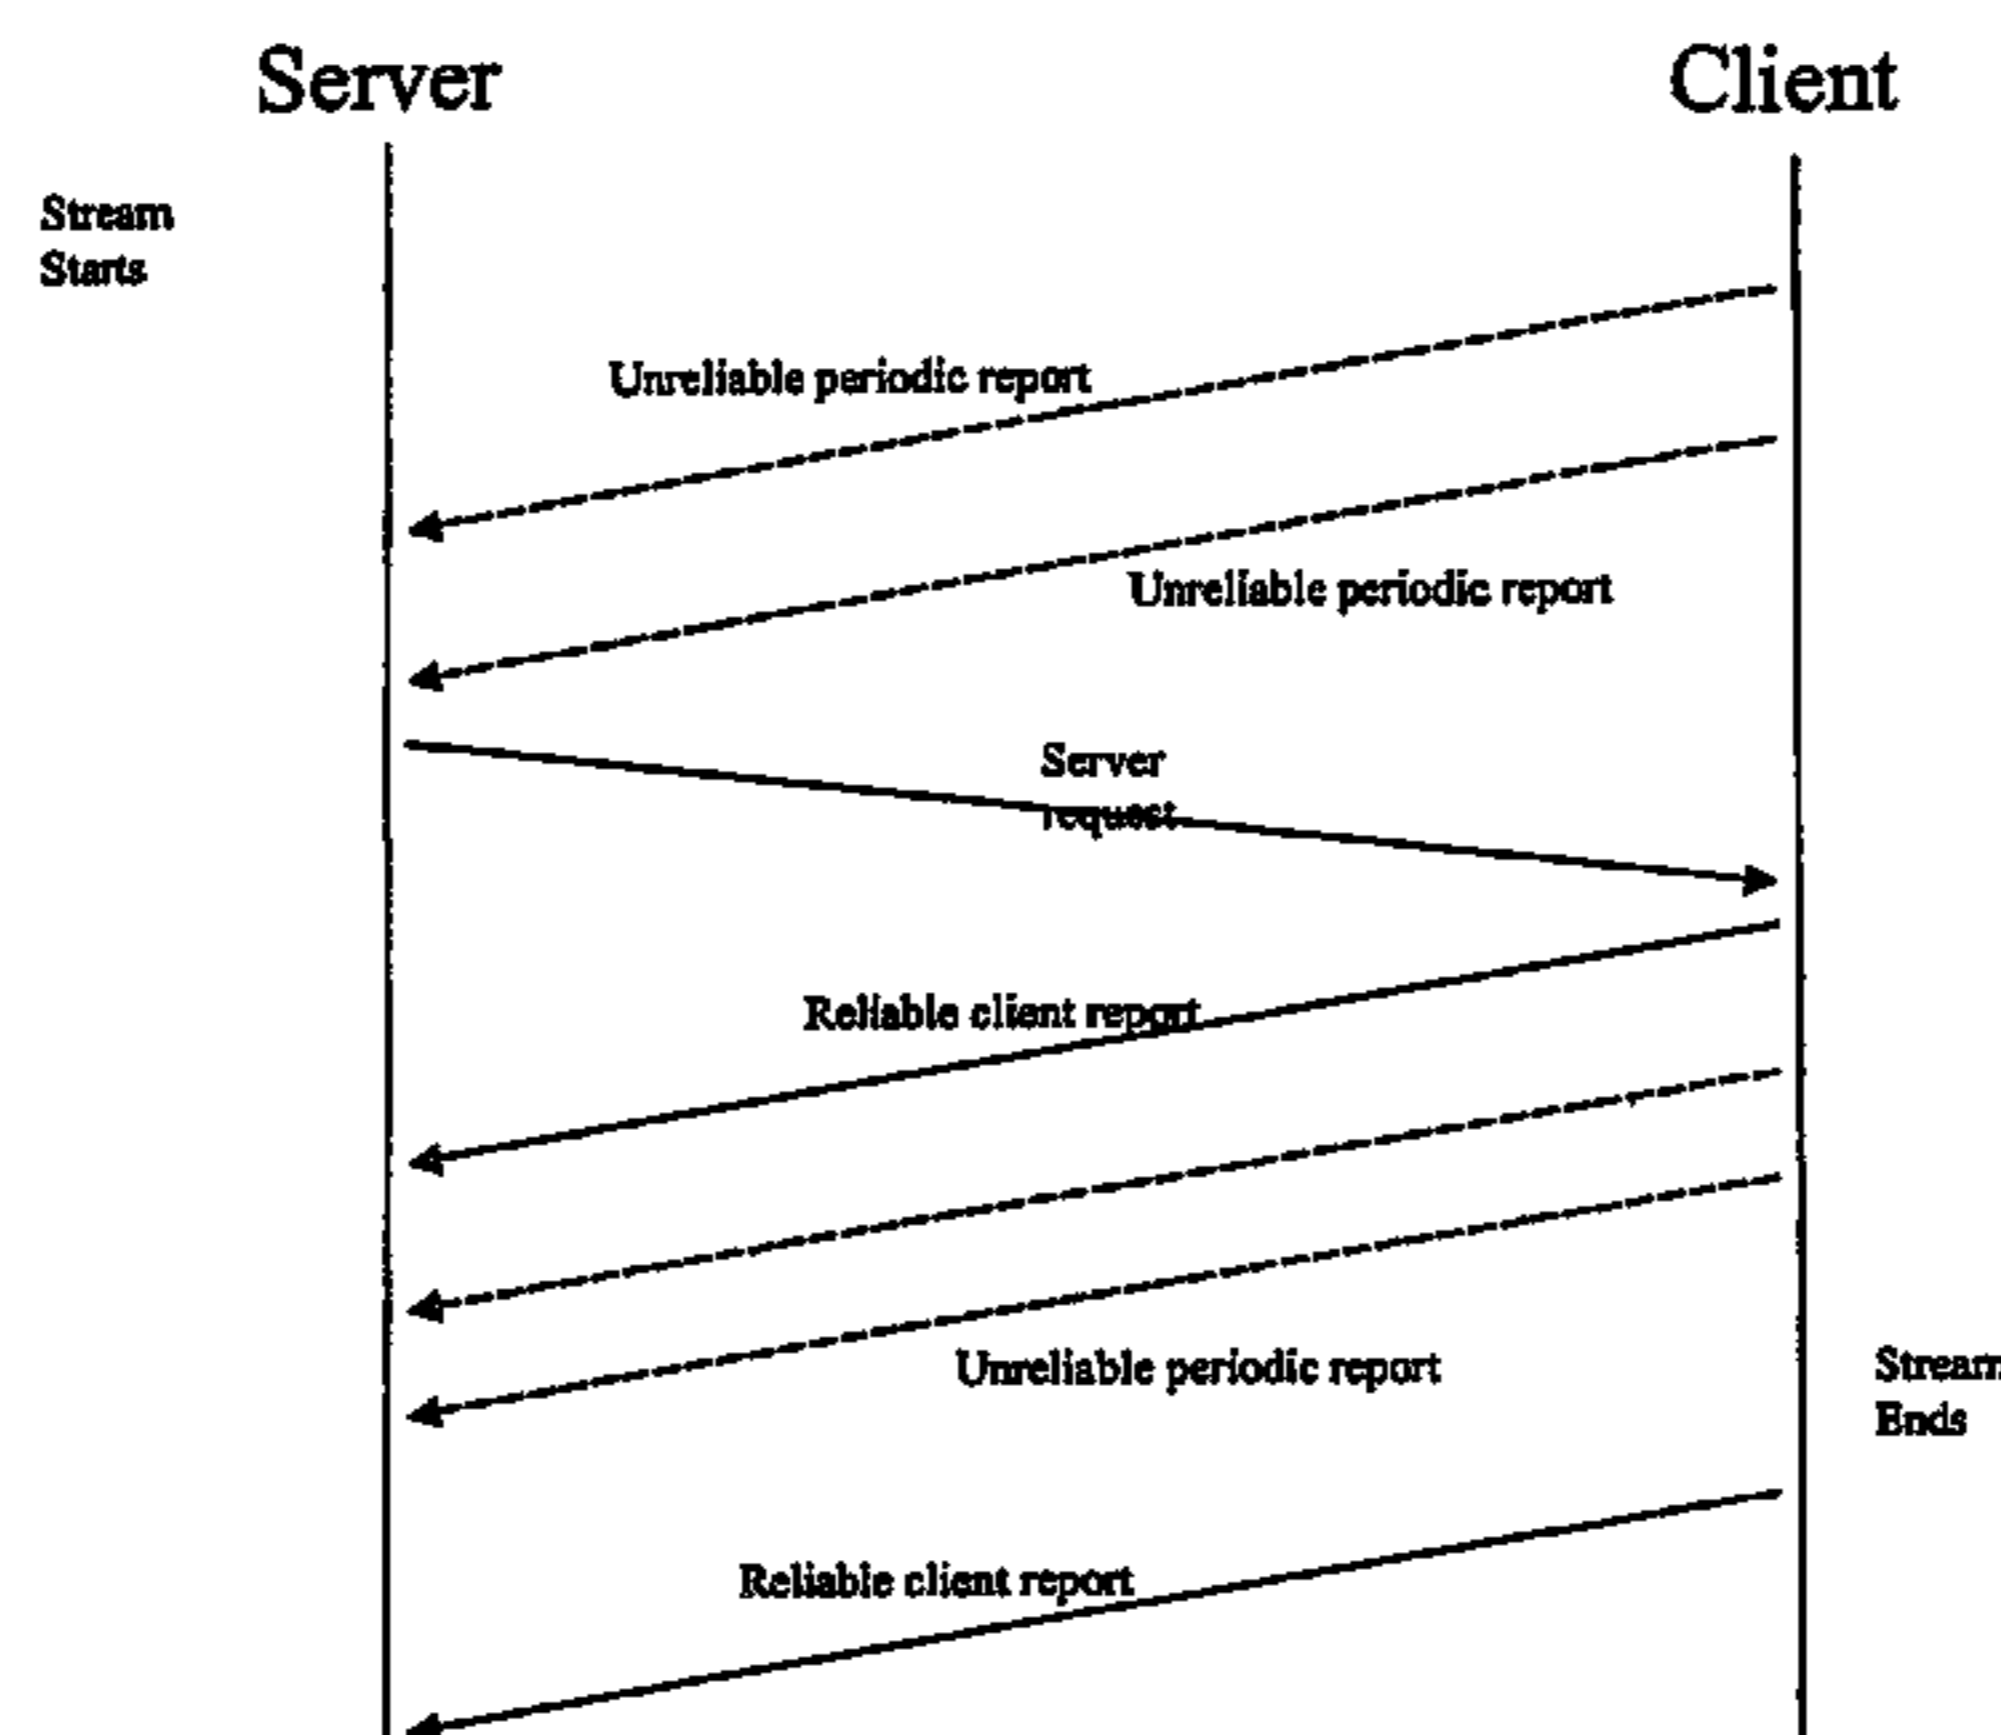 Server
Client
Stream
Starts
Unreliable periodic report
Unreliable periodic report
Server
request
Reliable client report
Unreliable periodic report
Stream
Ends
Reliable client report